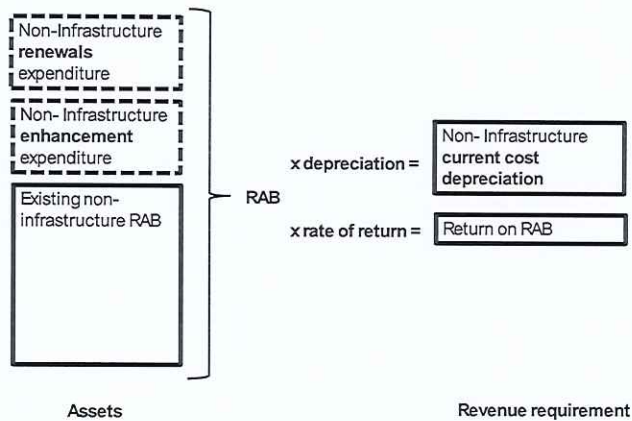 Non-Infrastructure
renewals
expenditure
Non- Infrastructure
enhancement
expenditure
Existing non-
infrastructure RAB
RAB
x depreciation =
Non- Infrastructure
current cost
depreciation
x rate of return =
Return on RAB
Assets
Revenue requirement